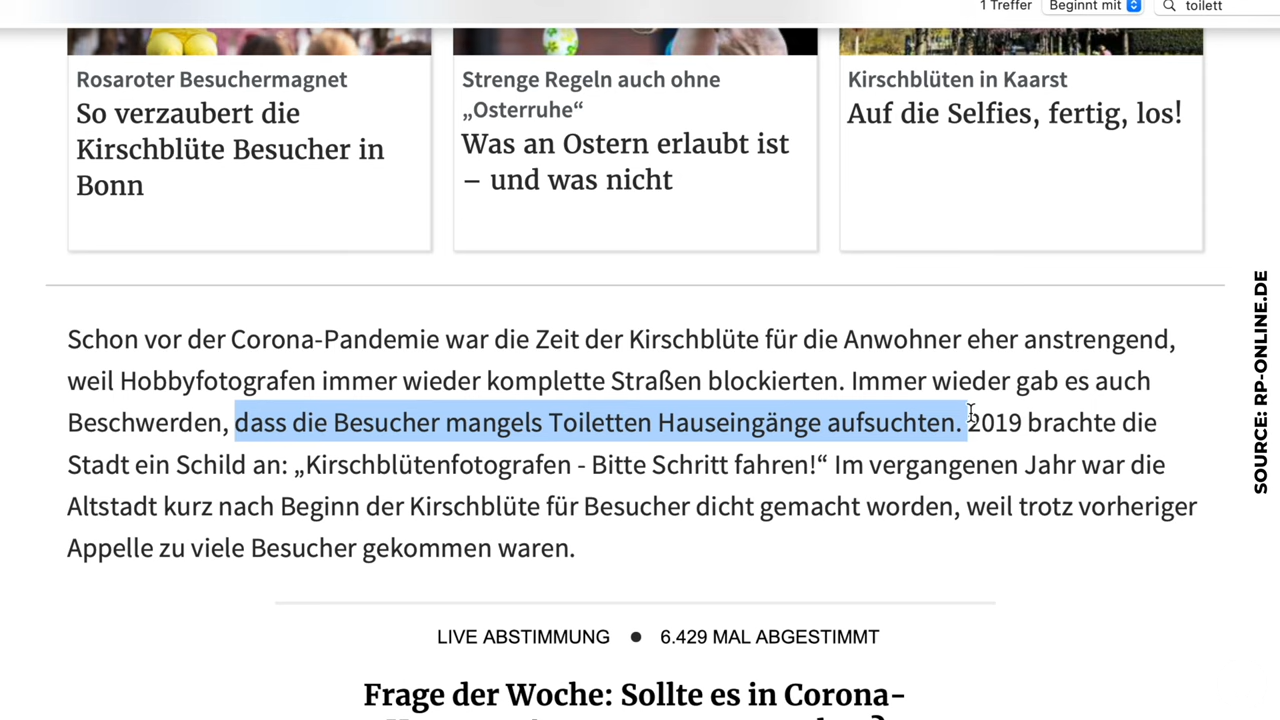 1 Treffer
Beginnt mit
toilett
Rosaroter Besuchermagnet
So verzaubert die
Kirschblüte Besucher in
Bonn
Strenge Regeln auch ohne
„Osterruhe“
Was an Ostern erlaubt ist
– und was nicht
Kirschblüten in Kaarst
Auf die Selfies, fertig, los!
Schon vor der Corona-Pandemie war die Zeit der Kirschblüte für die Anwohner eher anstrengend,
weil Hobbyfotografen immer wieder komplette Straßen blockierten. Immer wieder gab es auch
Beschwerden, dass die Besucher mangels Toiletten Hauseingänge aufsuchten. 2019 brachte die
Stadt ein Schild an: „Kirschblütenfotografen - Bitte Schritt fahren!“ Im vergangenen Jahr war die
Altstadt kurz nach Beginn der Kirschblüte für Besucher dicht gemacht worden, weil trotz vorheriger
Appelle zu viele Besucher gekommen waren.
LIVE ABSTIMMUNG ● 6.429 MAL ABGESTIMMT
Frage der Woche: Sollte es in Corona-
SOURCE: RP-ONLINE.DE